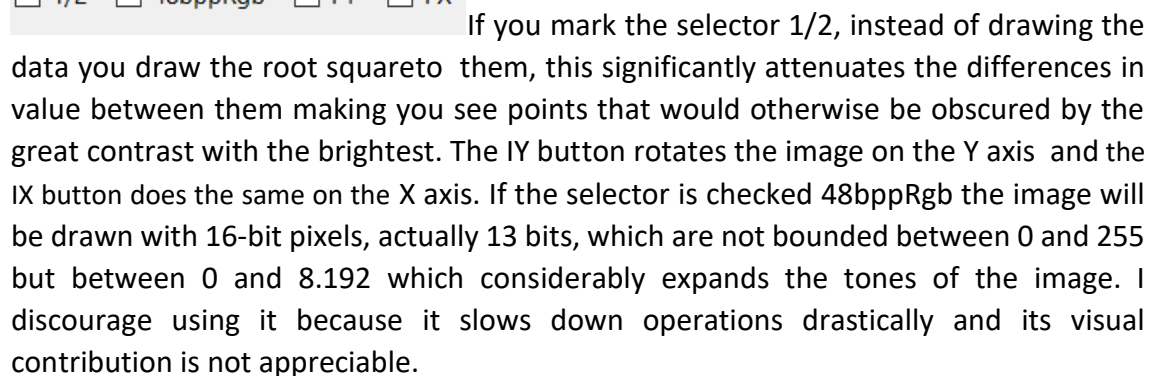 1/2 48bppRgb
If you mark the selector 1/2, instead of drawing the
data you draw the root squareto them, this significantly attenuates the differences in
value between them making you see points that would otherwise be obscured by the
great contrast with the brightest. The IY button rotates the image on the Y axis and the
IX button does the same on the X axis. If the selector is checked 48bppRgb the image will
be drawn with 16-bit pixels, actually 13 bits, which are not bounded between 0 and 255
but between 0 and 8.192 which considerably expands the tones of the image. I
discourage using it because it slows down operations drastically and its visual
contribution is not appreciable.